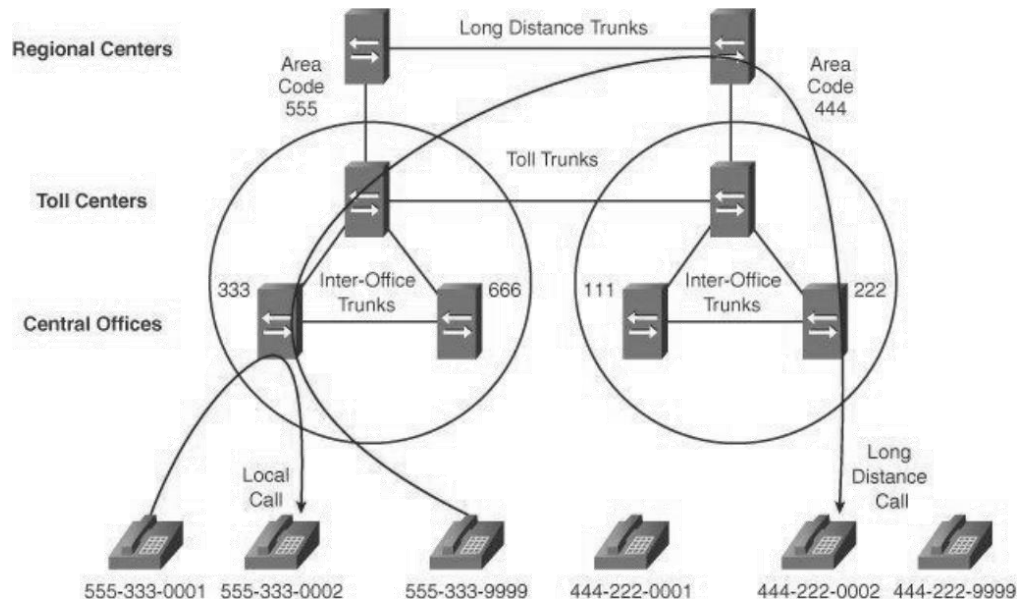 Regional Centers
Long Distance Trunks
Area
Code
555
Area
Code
444
Toll Trunks
Toll Centers
333
Inter-Office
Trunks
666
111
Inter-Office
Trunks
222
Central Offices
Local
Call
Long
Distance
Call
555-333-0001
555-333-0002
555-333-9999
444-222-0001
444-222-0002
444-222-9999